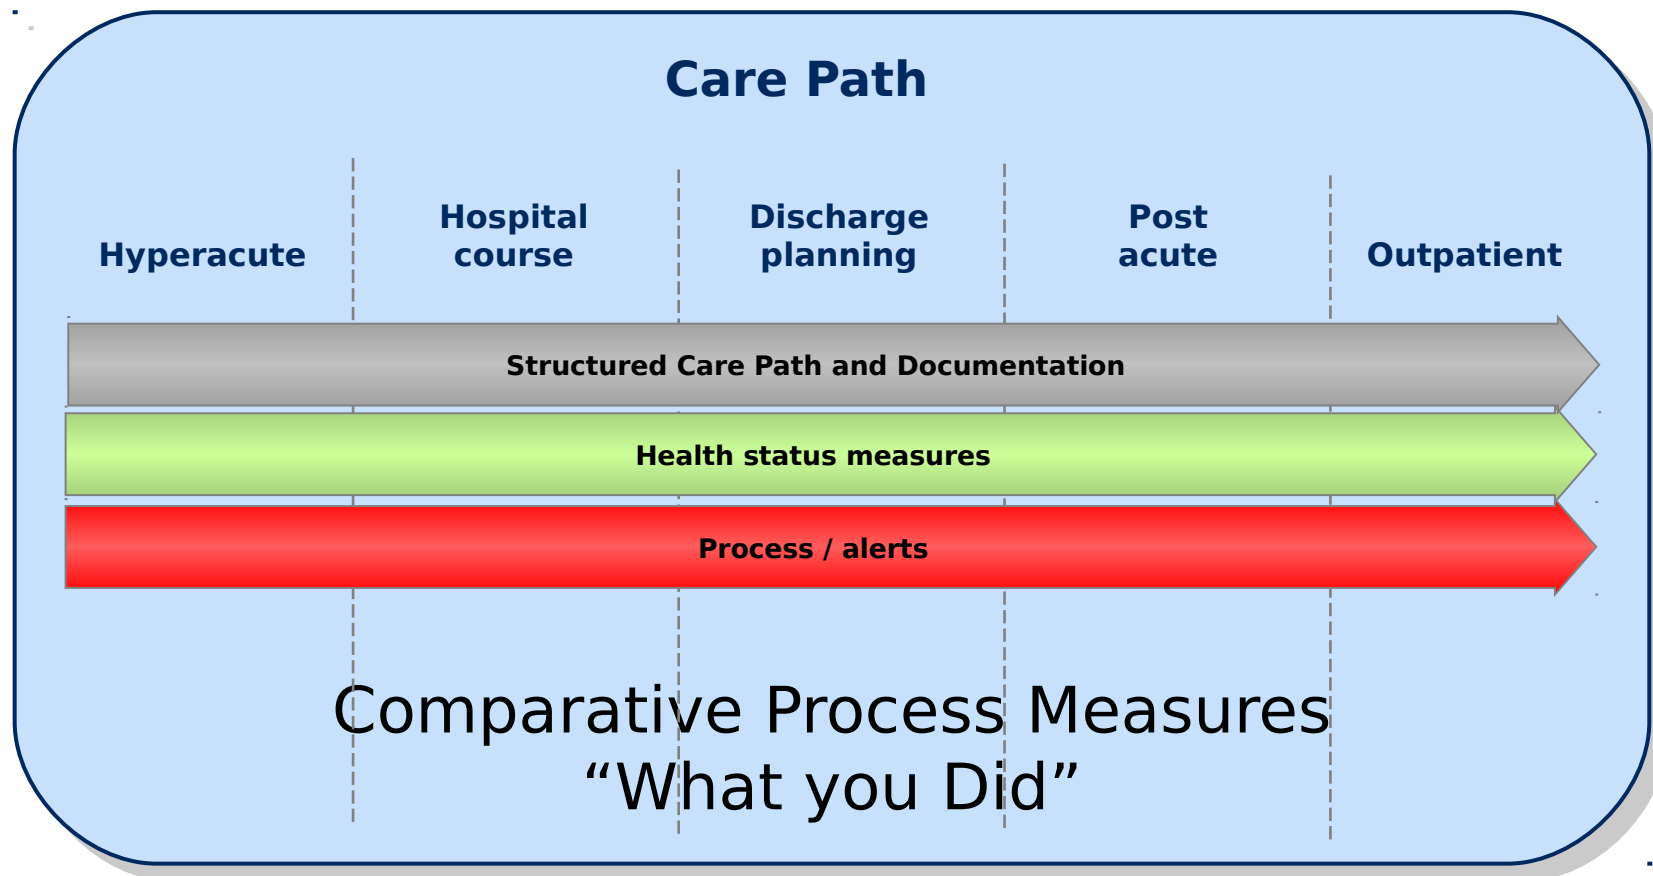 Care Path
Hyperacute
Hospital
course
Discharge
planning
Post
acute
Outpatient
Structured Care Path and Documentation
Health status measures
Process / alerts
Comparative Process Measures
“What you Did”